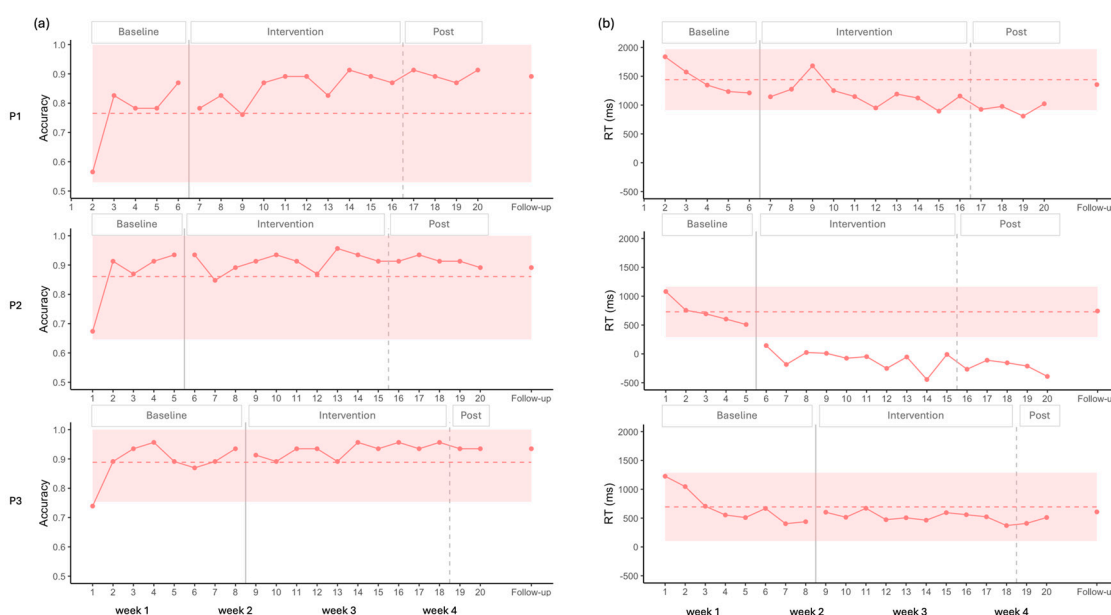 (a)
Baseline Intervention Post
P1
Accuracy
1.0
0.9
0.8
0.7
0.6
0.5
1 2 3 4 5 6 7 8 9 10 11 12 13 14 15 16 17 18 19 20 Follow-up
Baseline Intervention Post
P2
Accuracy
1.0
0.9
0.8
0.7
0.6
0.5
1 2 3 4 5 6 7 8 9 10 11 12 13 14 15 16 17 18 19 20 Follow-up
Baseline Intervention Post
P3
Accuracy
1.0
0.9
0.8
0.7
0.6
0.5
1 2 3 4 5 6 7 8 9 10 11 12 13 14 15 16 17 18 19 20 Follow-up
week 1 week 2 week 3 week 4
(b)
Baseline Intervention Post
RT (ms)
2000
1500
1000
500
0
-500
1 2 3 4 5 6 7 8 9 10 11 12 13 14 15 16 17 18 19 20 Follow-up
Baseline Intervention Post
RT (ms)
2000
1500
1000
500
0
-500
1 2 3 4 5 6 7 8 9 10 11 12 13 14 15 16 17 18 19 20 Follow-up
Baseline Intervention Post
RT (ms)
2000
1500
1000
500
0
-500
1 2 3 4 5 6 7 8 9 10 11 12 13 14 15 16 17 18 19 20 Follow-up
week 1 week 2 week 3 week 4